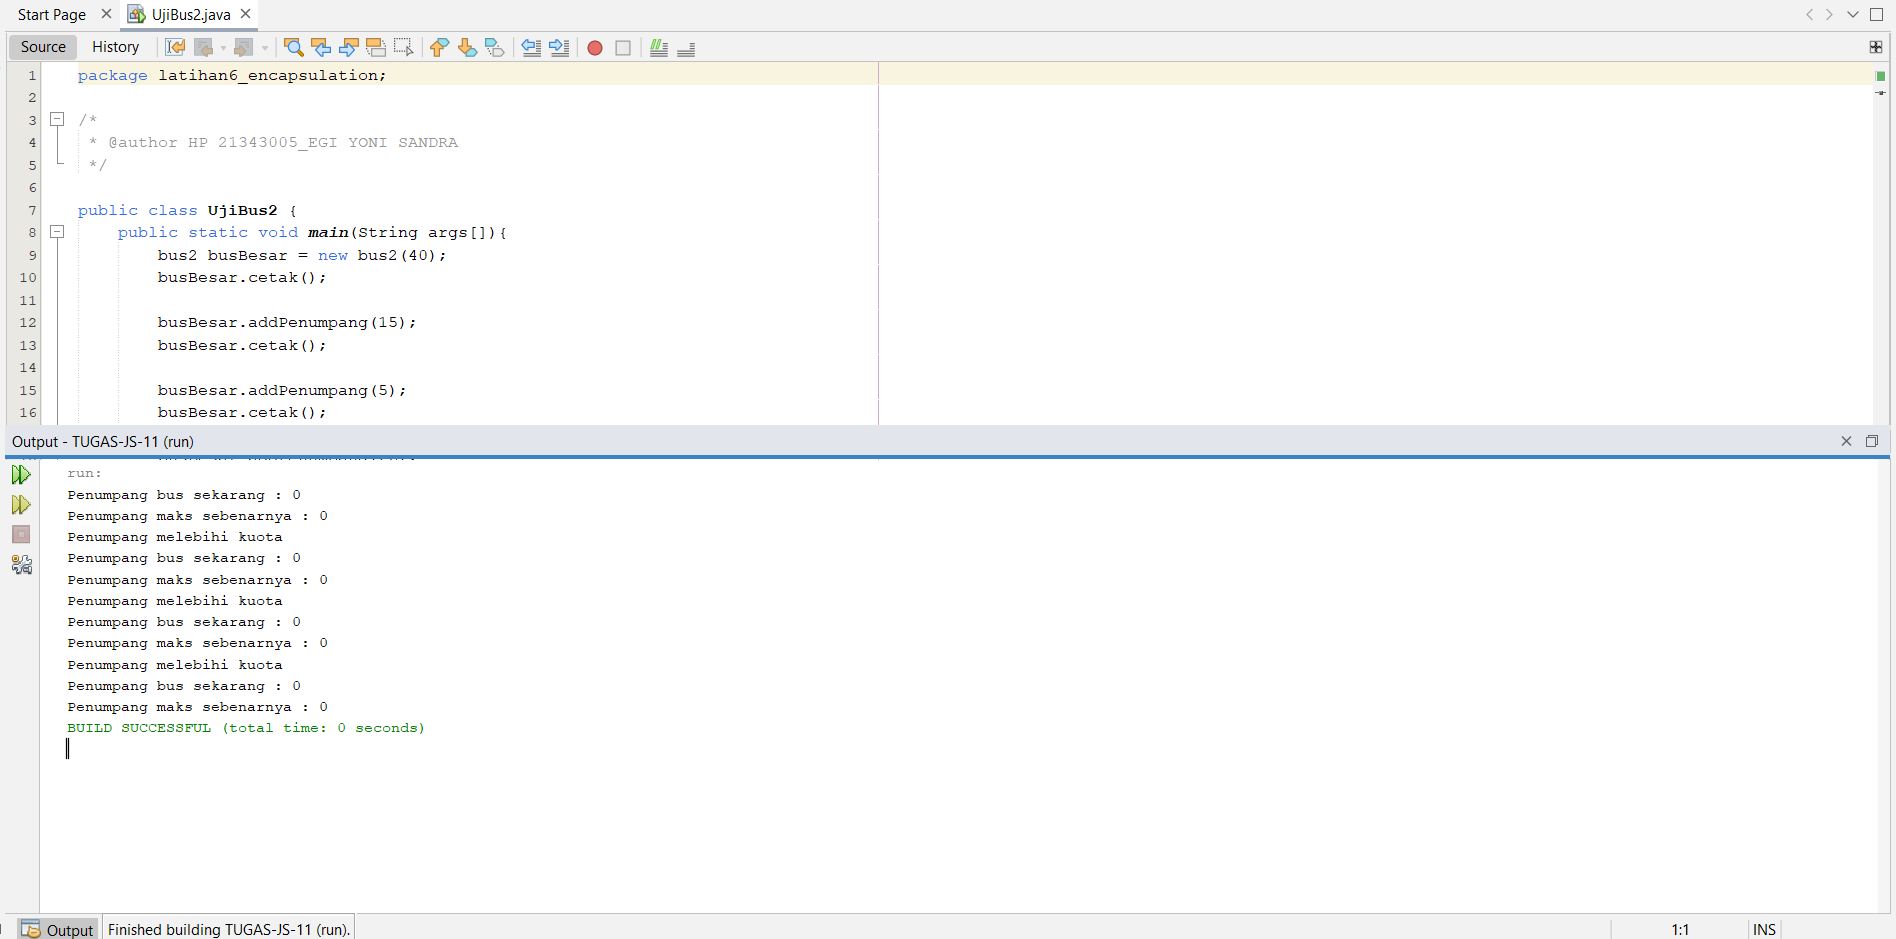 Start Page
UjiBus2.java
Source History
1 package latihan6_encapsulation;
2
3 /*
4 * @author HP 21343005_EGI YONI SANDRA
5 */
6
7 public class UjiBus2 {
8 public static void main(String args[]){
9 bus2 busBesar = new bus2(40);
10 busBesar.cetak();
11
12 busBesar.addPenumpang(15);
13 busBesar.cetak();
14
15 busBesar.addPenumpang(5);
16 busBesar.cetak();
Output - TUGAS-JS-11 (run)
run:
Penumpang bus sekarang : 0
Penumpang maks sebenarnya : 0
Penumpang melebihi kuota
Penumpang bus sekarang : 0
Penumpang maks sebenarnya : 0
Penumpang melebihi kuota
Penumpang bus sekarang : 0
Penumpang maks sebenarnya : 0
Penumpang melebihi kuota
Penumpang bus sekarang : 0
Penumpang maks sebenarnya : 0
BUILD SUCCESSFUL (total time: 0 seconds)
Output Finished building TUGAS-JS-11 (run). 1:1 INS